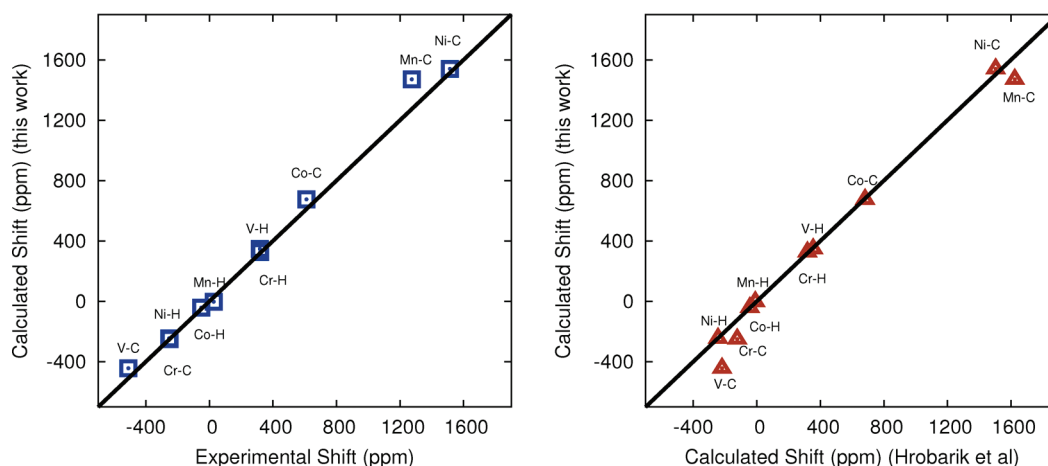 Calculated Shift (ppm) (this work)
1600
1200
800
400
0
-400
Ni-C
Mn-C
Co-C
V-H
Cr-H
Mn-H
Ni-H
Co-H
V-C
Cr-C
-400 0 400 800 1200 1600
Experimental Shift (ppm)
Calculated Shift (ppm) (this work)
1600
1200
800
400
0
-400
Ni-C
Mn-C
Co-C
V-H
Cr-H
Mn-H
Ni-H
Co-H
Cr-C
V-C
-400 0 400 800 1200 1600
Calculated Shift (ppm) (Hrobarik et al)